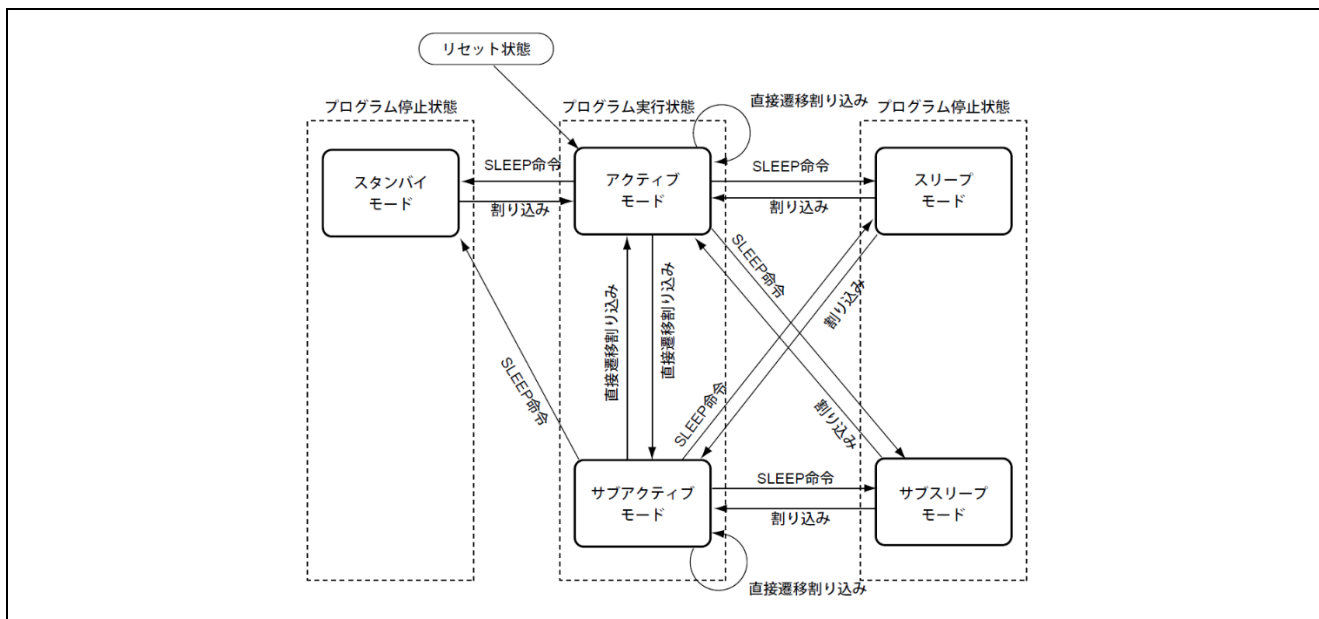 リセット状態
プログラム停止状態
プログラム実行状態
直接遷移割り込み
プログラム停止状態
スタンバイ
モード
SLEEP命令
割り込み
アクティブ
モード
SLEEP命令
割り込み
スリープ
モード
SLEEP命令
割り込み
直接遷移割り込み
直接遷移割り込み
SLEEP命令
SLEEP命令
割り込み
サブアクティブ
モード
SLEEP命令
割り込み
サブスリープ
モード
直接遷移割り込み